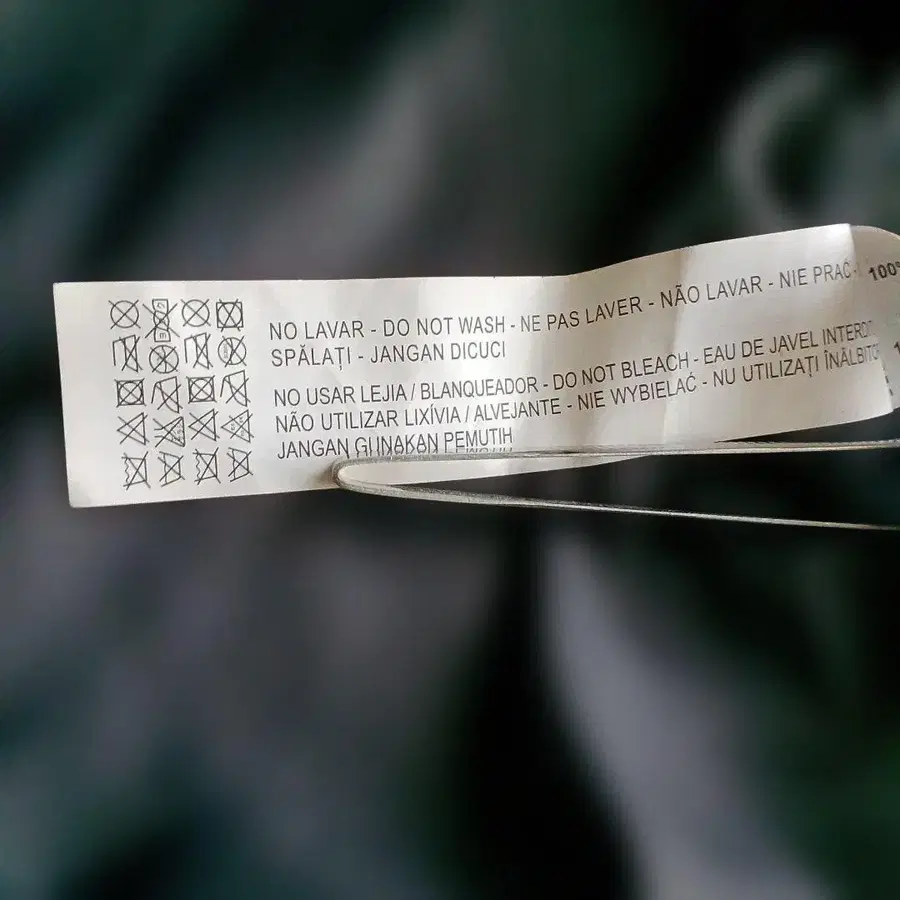 NO LAVAR - DO NOT WASH - NE PAS LAVER - NÃO LAVAR - NIE PRAĆ -
SPĂLAȚI - JANGAN DICUCI
NO USAR LEJIA / BLANQUEADOR - DO NOT BLEACH - EAU DE JAVEL
NÃO UTILIZAR LIXÍVIA / ALVEJANTE - NIE WYBIELAĆ - NU UTILIZAȚI
JANGAN GUNAKAN PEMUTIH
100%